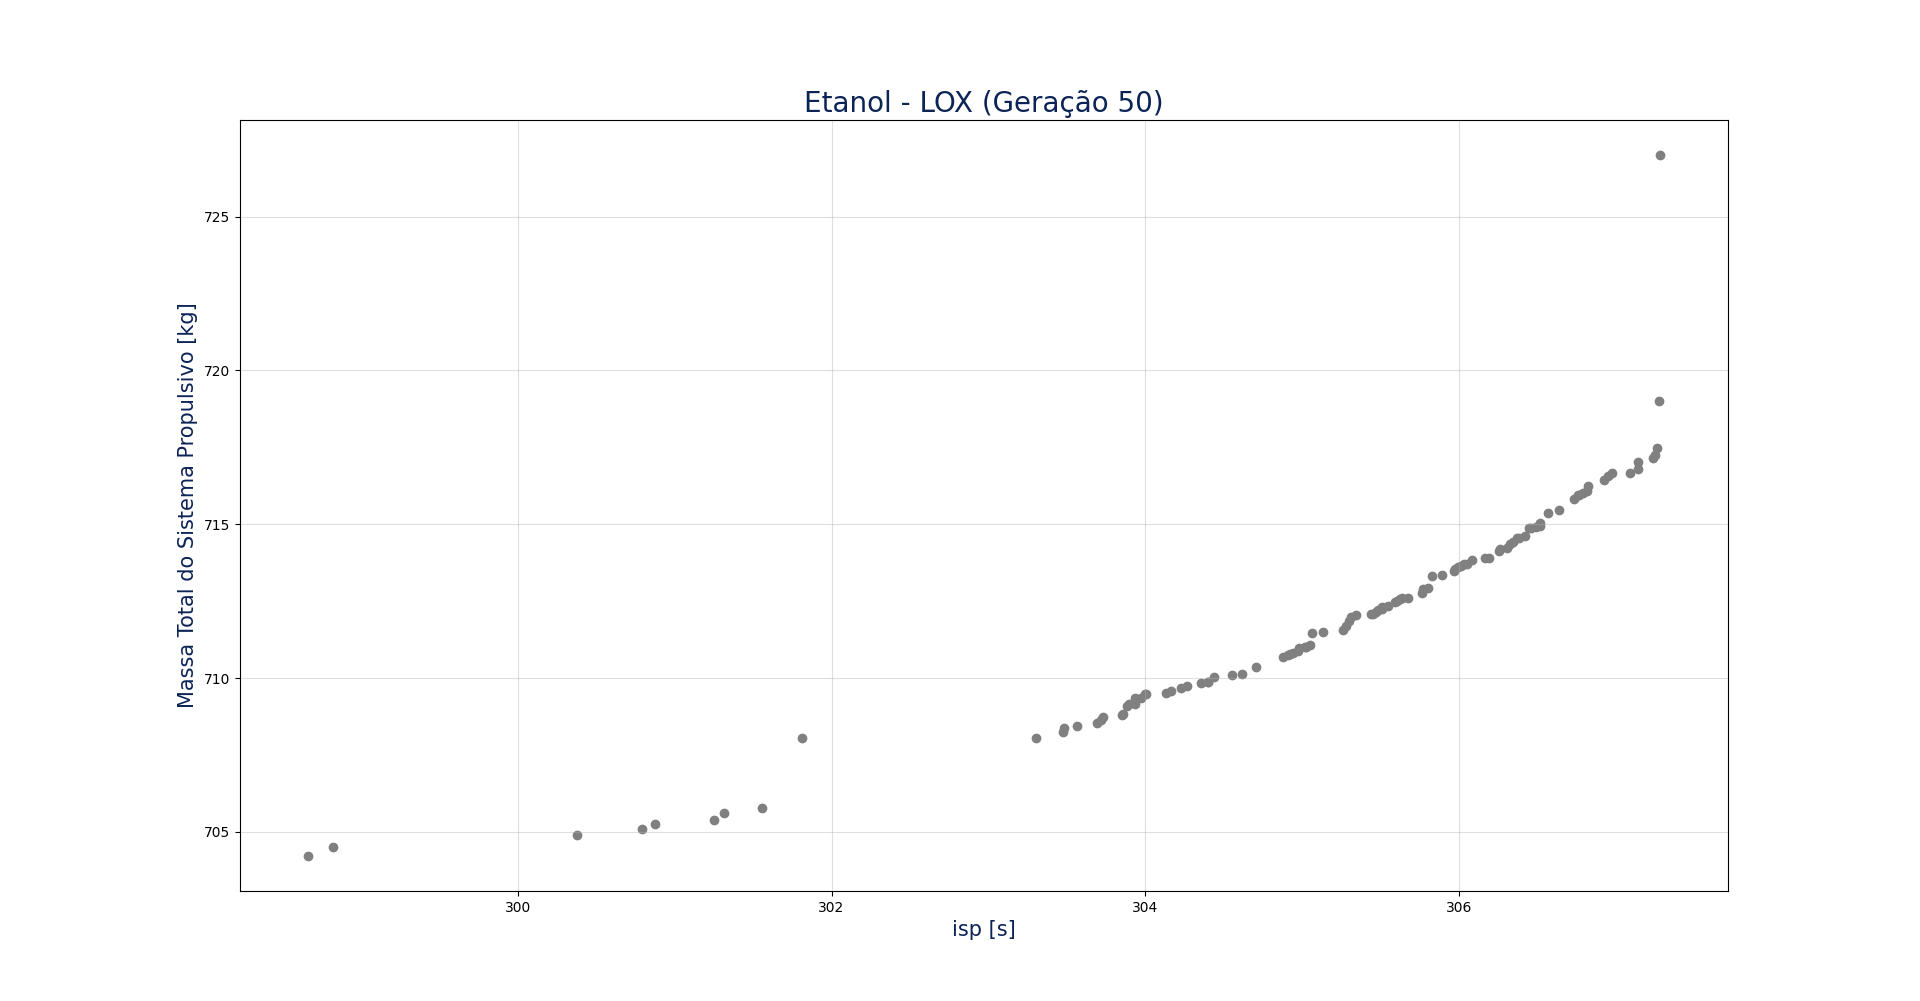 Etanol - LOX (Geração 50)
Massa Total do Sistema Propulsivo [kg]
725
720
715
710
705
300 302 304 306
isp [s]